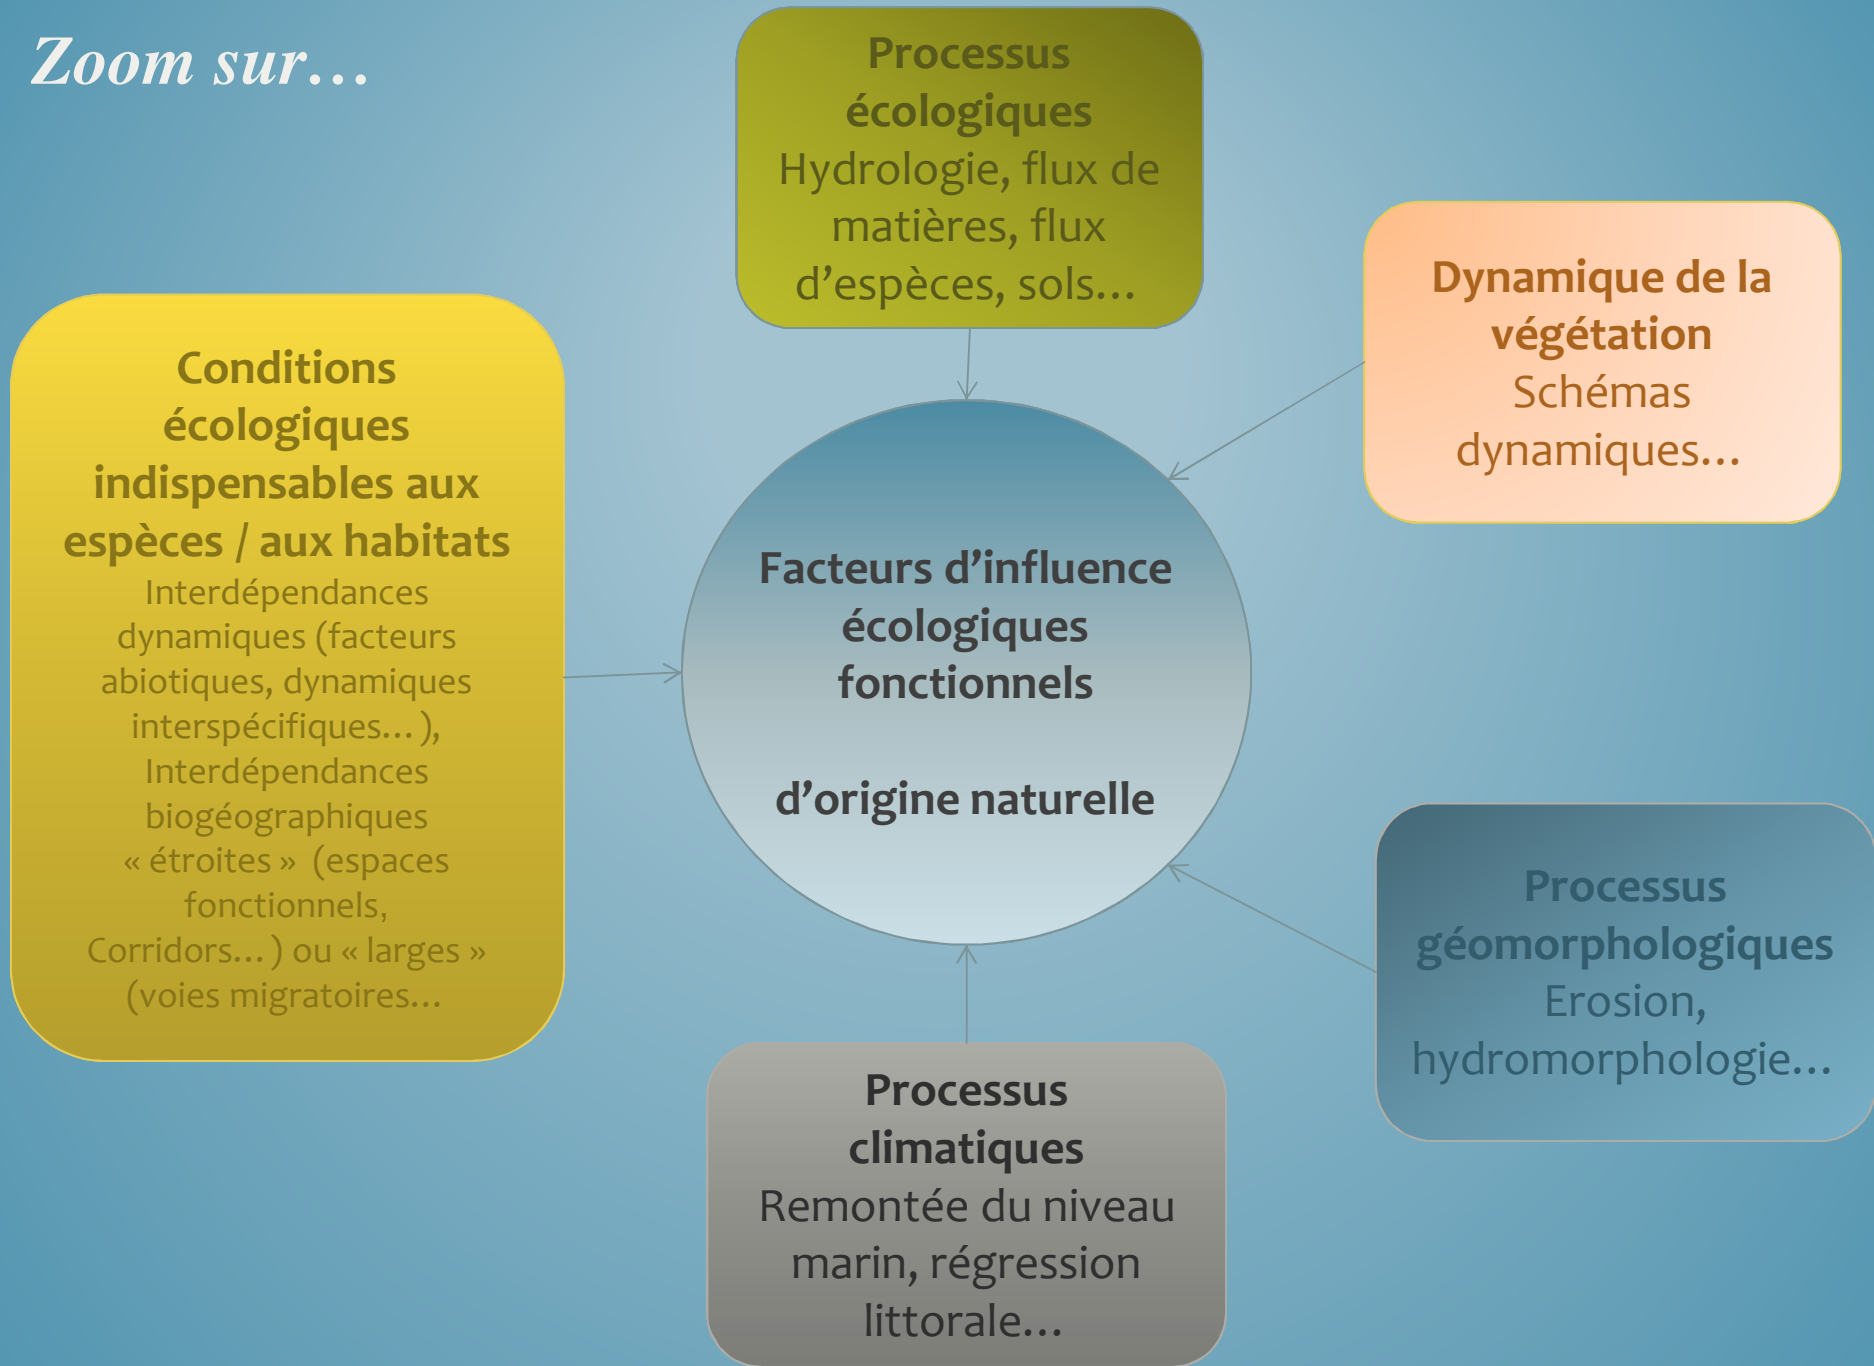 Zoom sur…
Processus
écologiques
Hydrologie, flux de
matières, flux
d’espèces, sols…
Dynamique de la
végétation
Schémas
dynamiques…
Conditions
écologiques
indispensables aux
espèces / aux habitats
Interdépendances
dynamiques (facteurs
abiotiques, dynamiques
interspécifiques…),
Interdépendances
biogéographiques
« étroites » (espaces
fonctionnels,
Corridors…) ou « larges »
(voies migratoires…
Facteurs d’influence
écologiques
fonctionnels
d’origine naturelle
Processus
géomorphologiques
Erosion,
hydromorphologie…
Processus
climatiques
Remontée du niveau
marin, régression
littorale…